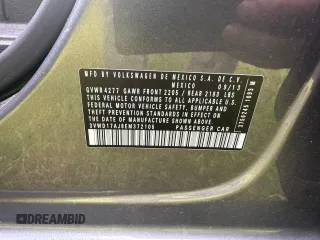 MFD BY VOLKSWAGEN DE MEXICO S.A. DE C.V.
MEXICO 09/13
GVWR 4277 GAWR FRONT 2205 / REAR 2183 LBS
THIS VEHICLE CONFORMS TO ALL APPLICABLE
FEDERAL MOTOR VEHICLE SAFETY, BUMPER AND
THEFT PREVENTION STANDARDS IN EFFECT ON THE
DATE OF MANUFACTURE SHOWN ABOVE
PASSENGER CAR
DREAMBID